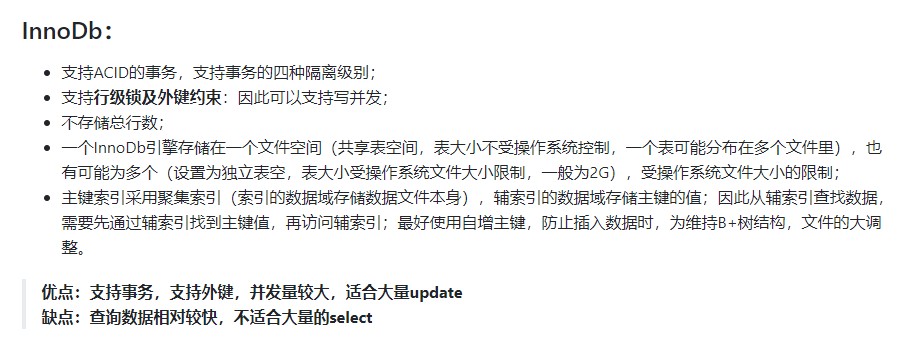 InnoDb：
支持ACID的事务，支持事务的四种隔离级别；
支持行级锁及外键约束：因此可以支持写并发；
不存储总行数；
一个InnoDb引擎存储在一个文件空间（共享表空间，表大小不受操作系统控制，一个表可能分布在多个文件里），也
有可能为多个（设置为独立表空，表大小受操作系统文件大小限制，一般为2G），受操作系统文件大小的限制；
主键索引采用聚集索引（索引的数据域存储数据文件本身），辅索引的数据域存储主键的值；因此从辅索引查找数据，
需要先通过辅索引找到主键值，再访问辅索引；最好使用自增主键，防止插入数据时，为维持B+树结构，文件的大调
整。
优点：支持事务，支持外键，并发量较大，适合大量update
缺点：查询数据相对较快，不适合大量的select